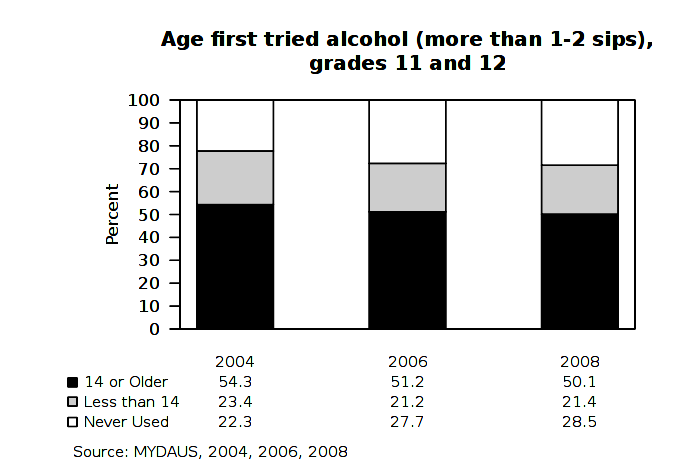 Age first tried alcohol (more than 1-2 sips),
grades 11 and 12
100
90
80
70
60
50
40
30
20
10
0
Percent
2004 2006 2008
14 or Older 54.3 51.2 50.1
Less than 14 23.4 21.2 21.4
Never Used 22.3 27.7 28.5
Source: MYDAUS, 2004, 2006, 2008